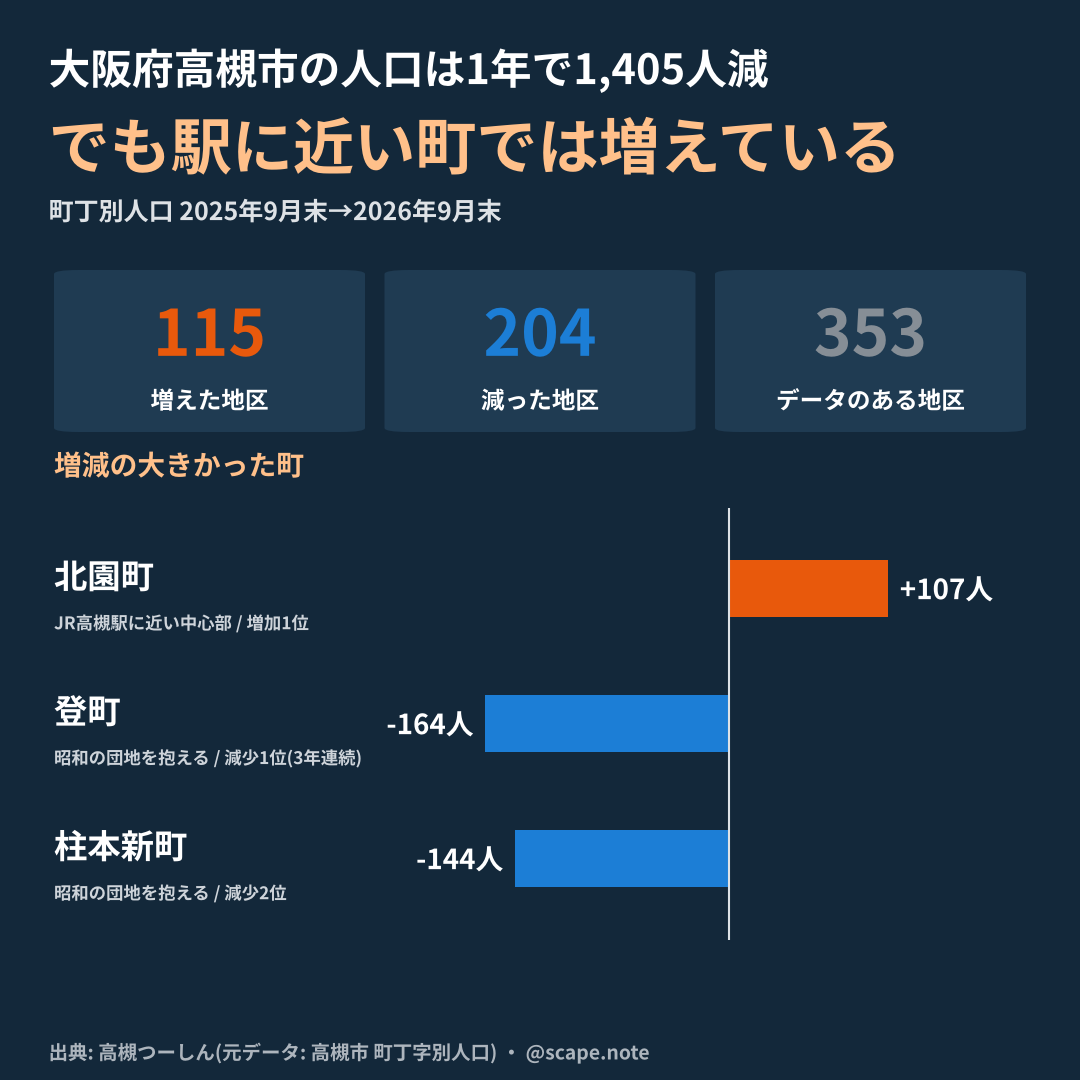 大阪府高槻市の人口は1年で1,405人減
でも駅に近い町では増えている
町丁別人口 2025年9月末→2026年9月末
115
増えた地区
204
減った地区
353
データのある地区
増減の大きかった町
北園町
JR高槻駅に近い中心部 / 増加1位
+107人
登町
昭和の団地を抱える / 減少1位(3年連続)
-164人
柱本新町
昭和の団地を抱える / 減少2位
-144人
出典: 高槻つーしん(元データ: 高槻市 町丁字別人口) ・ @scape.note